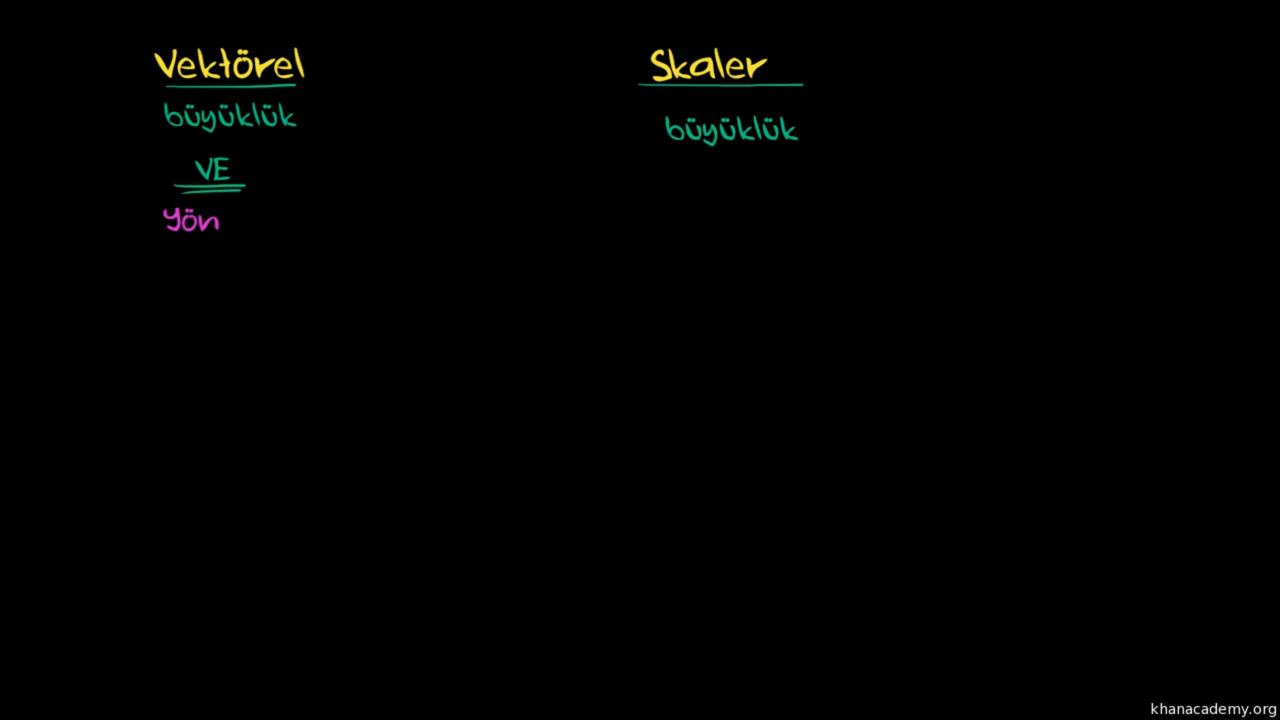 Vektörel
büyüklük
VE
Yön
Skaler
büyüklük
khanacademy.org